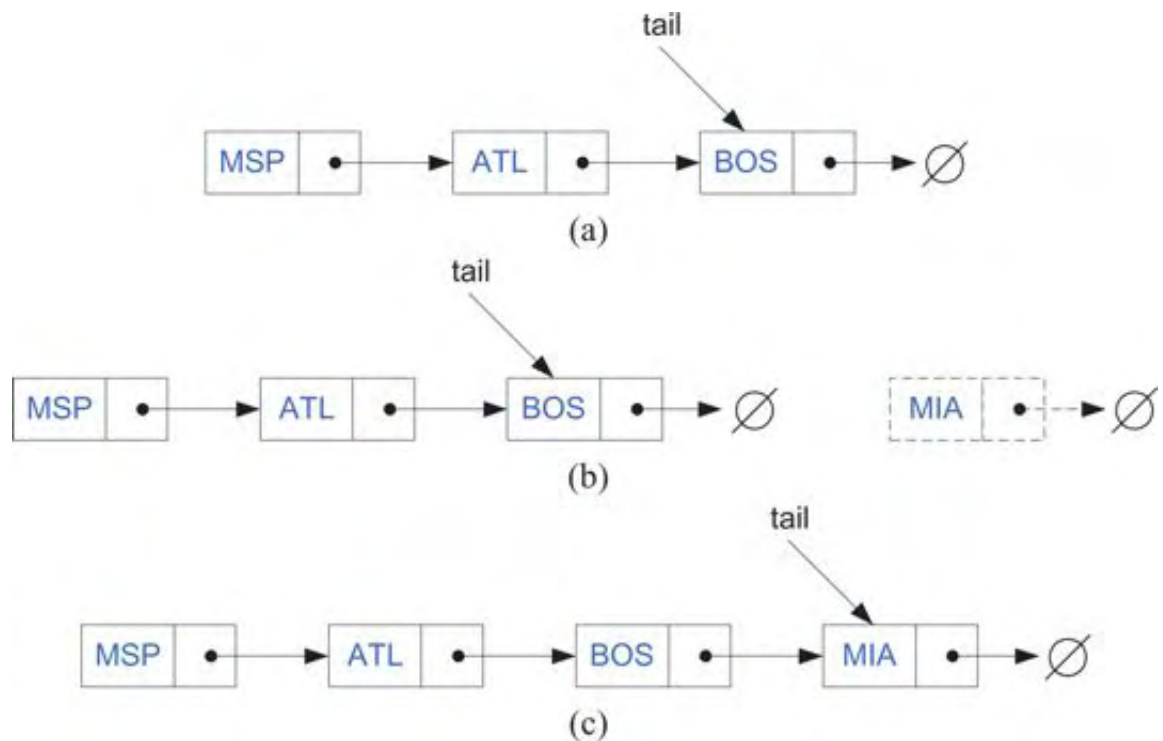 tail
MSP ATL BOS ∅
(a)
tail
MSP ATL BOS ∅ MIA ∅
(b)
tail
MSP ATL BOS MIA ∅
(c)